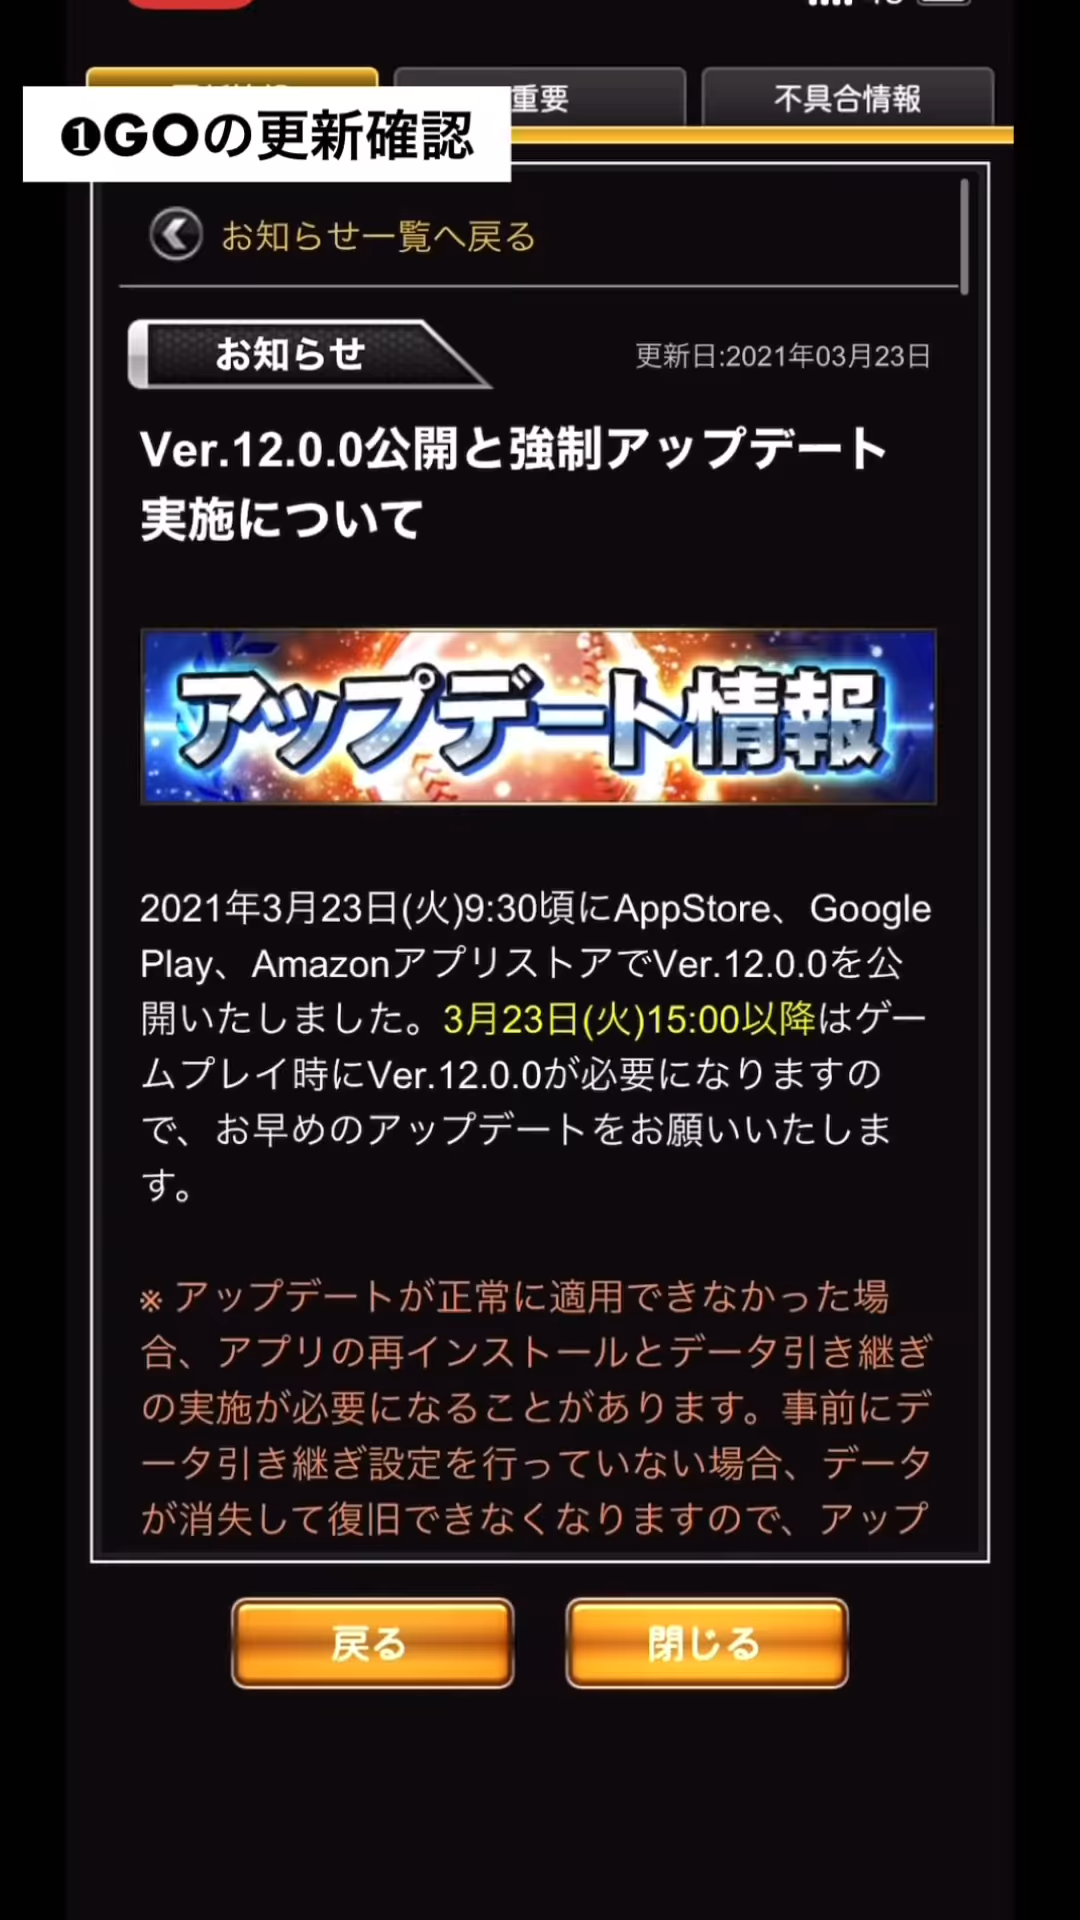 重要
不具合情報
❶GOの更新確認
お知らせ一覧へ戻る
お知らせ
更新日:2021年03月23日
Ver.12.0.0公開と強制アップデート
実施について
アップデート情報
2021年3月23日(火)9:30頃にAppStore、Google
Play、AmazonアプリストアでVer.12.0.0を公
開いたしました。3月23日(火)15:00以降はゲー
ムプレイ時にVer.12.0.0が必要になりますの
で、お早めのアップデートをお願いいたしま
す。
※ アップデートが正常に適用できなかった場
合、アプリの再インストールとデータ引き継ぎ
の実施が必要になることがあります。事前にデ
ータ引き継ぎ設定を行っていない場合、データ
が消失して復旧できなくなりますので、アップ
戻る
閉じる